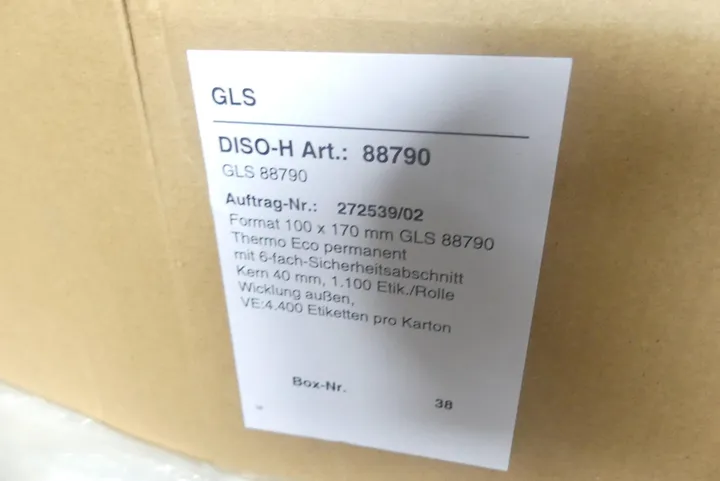 GLS
DISO-H Art.: 88790
GLS 88790
Auftrag-Nr.: 272539/02
Format 100 x 170 mm GLS 88790
Thermo Eco permanent
mit 6-fach-Sicherheitsabschnitt
Kern 40 mm, 1.100 Etik./Rolle
Wicklung außen,
VE:4.400 Etiketten pro Karton
Box-Nr. 38